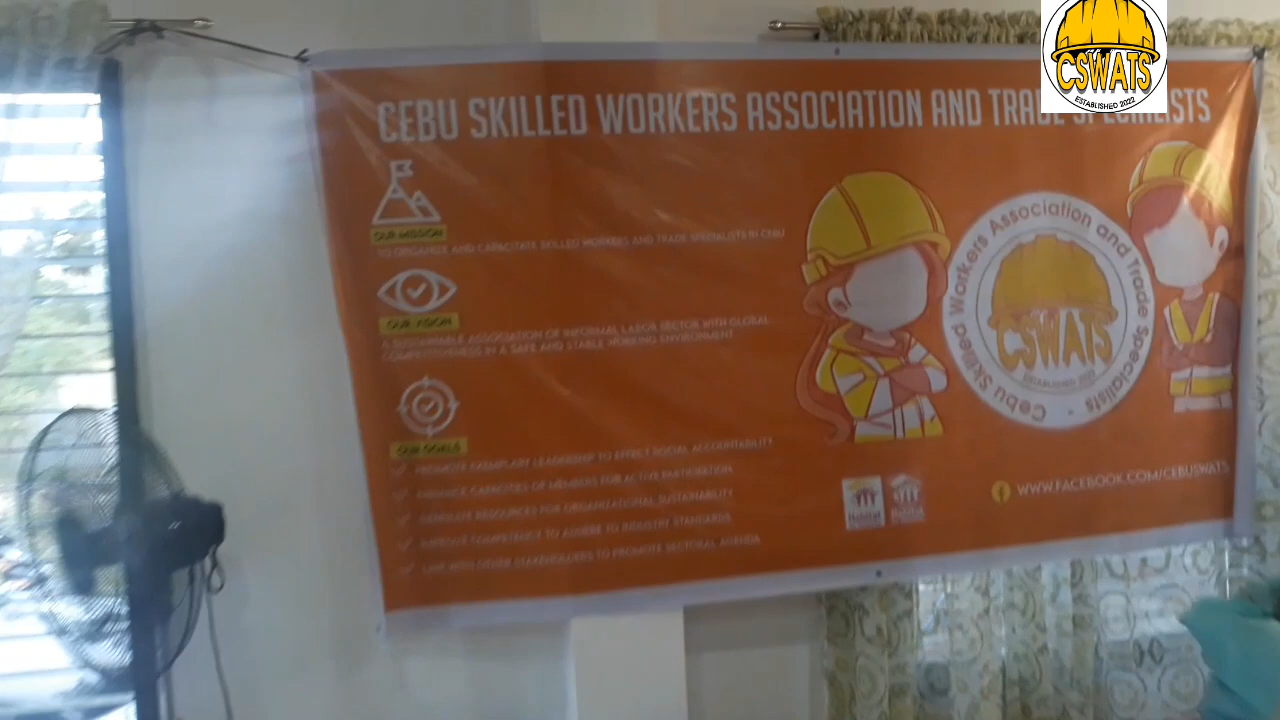 CSWATS
ESTABLISHED 2022
CEBU SKILLED WORKERS ASSOCIATION AND TRADE SPECIALISTS
OUR MISSION
TO ORGANIZE AND CAPACITATE SKILLED WORKERS AND TRADE SPECIALISTS IN CEBU
OUR VISION
A SUSTAINABLE ASSOCIATION OF INFORMAL LABOR SECTOR WITH GLOBAL
COMPETITIVENESS IN A SAFE AND STABLE WORKING ENVIRONMENT
OUR GOALS
PROMOTE EXEMPLARY LEADERSHIP TO EFFECT SOCIAL ACCOUNTABILITY
ENHANCE CAPACITIES OF MEMBERS FOR ACTIVE PARTICIPATION
GENERATE RESOURCES FOR ORGANIZATIONAL SUSTAINABILITY
IMPROVE COMPETENCY TO ADHERE TO INDUSTRY STANDARDS
LINK WITH OTHER STAKEHOLDERS TO PROMOTE SECTORAL AGENDA
Cebu Skilled Workers Association and Trade Specialists
CSWATS
ESTABLISHED 2022
Habitat
WWW.FACEBOOK.COM/CEBUSWATS